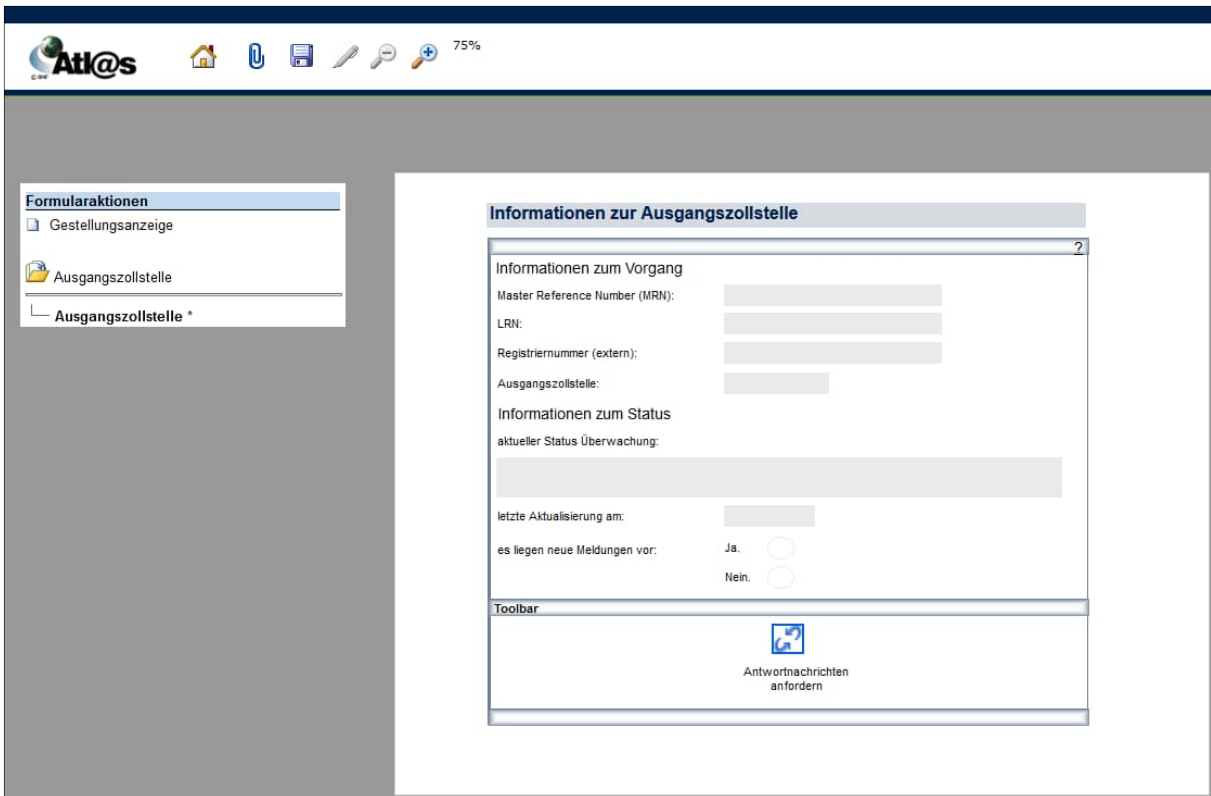 Atl@s
75%
Formularaktionen
Gestellungsanzeige
Ausgangszollstelle
Ausgangszollstelle *
Informationen zur Ausgangszollstelle
?
Informationen zum Vorgang
Master Reference Number (MRN):
LRN:
Registriernummer (extern):
Ausgangszollstelle:
Informationen zum Status
aktueller Status Überwachung:
letzte Aktualisierung am:
es liegen neue Meldungen vor:
Ja.
Nein.
Toolbar
Antwortnachrichten
anfordern